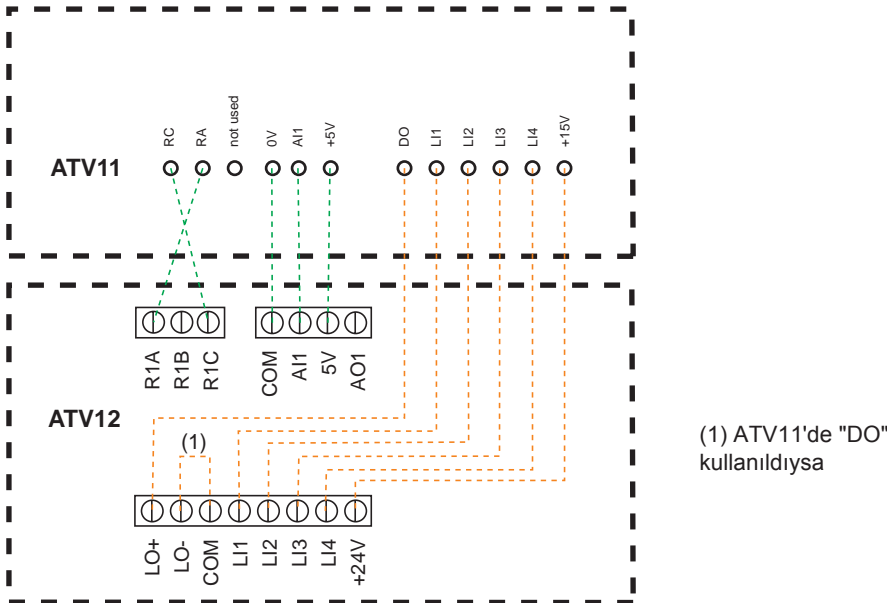 RC
RA
not used
0V
AI1
+5V
DO
LI1
LI2
LI3
LI4
+15V
ATV11
R1A
R1B
R1C
COM
AI1
5V
AO1
ATV12
(1)
LO+
LO-
COM
LI1
LI2
LI3
LI4
+24V
(1) ATV11'de "DO"
kullanıldıysa